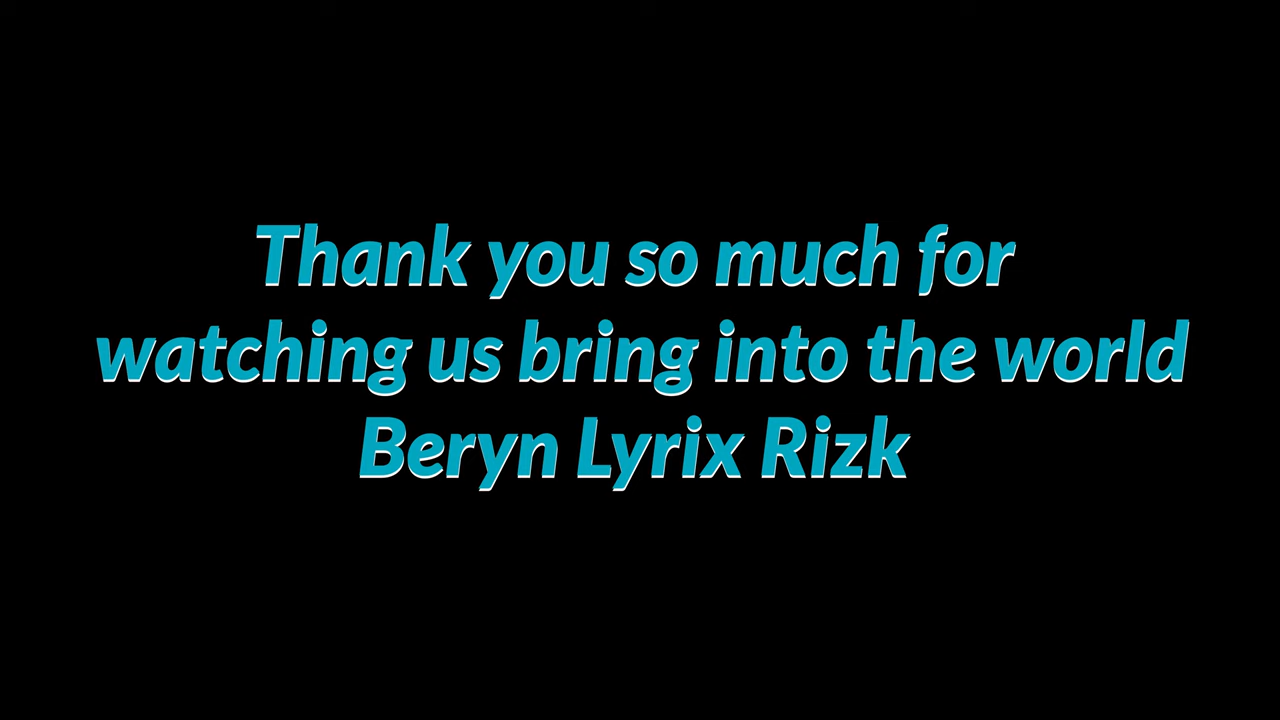 Thank you so much for
watching us bring into the world
Beryn Lyrix Rizk